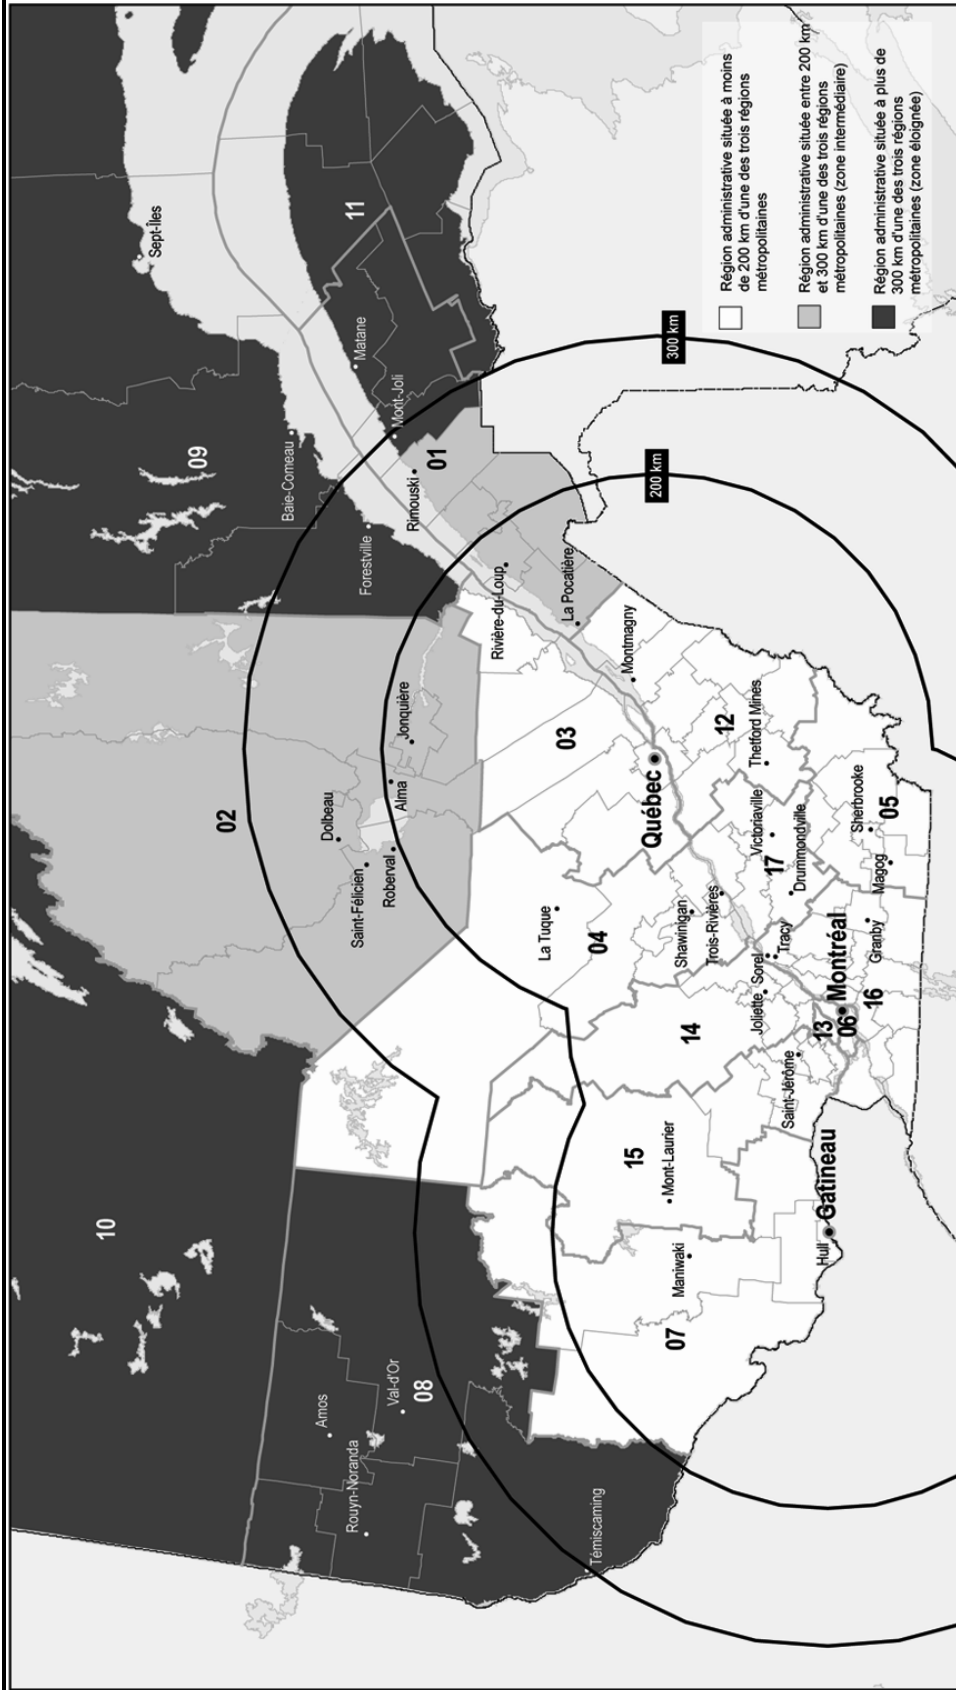 10
Sept-Îles
09
02
Baie-Comeau
Amos
Dolbeau
Matane
11
Rouyn-Noranda
Saint-Félicien
Forestville
Val-d'Or
Roberval
Alma
Jonquière
Mont-Joli
08
Rimouski
01
Rivière-du-Loup
La Tuque
03
La Pocatière
Témiscaming
04
15
Montmagny
Québec
200 km
300 km
Mont-Laurier
07
Maniwaki
14
Shawinigan
Trois-Rivières
12
Thetford Mines
Victoriaville
17
Drummondville
Joliette
Sorel
Tracy
Saint-Jérôme
13
06
Montréal
Hull
Gatineau
Sherbrooke
05
Magog
Granby
16
Région administrative située à moins
de 200 km d'une des trois régions
métropolitaines
Région administrative située entre 200 km
et 300 km d'une des trois régions
métropolitaines (zone intermédiaire)
Région administrative située à plus de
300 km d'une des trois régions
métropolitaines (zone éloignée)